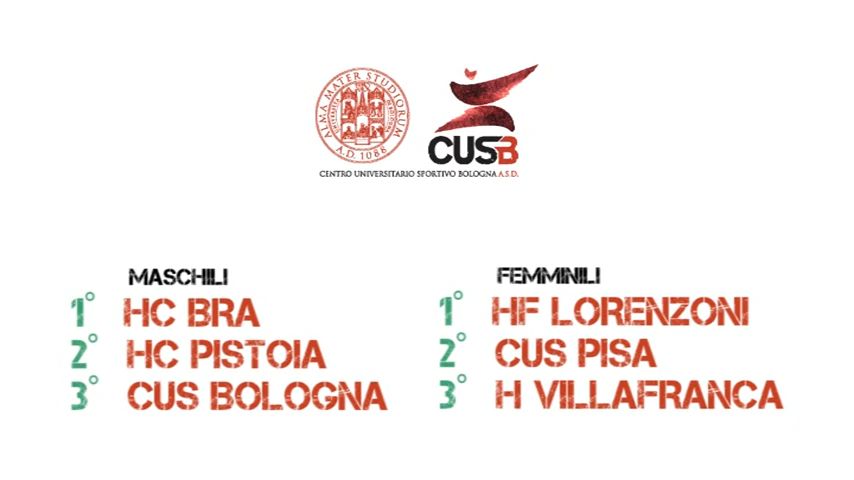 ALMA MATER STUDIORUM
A.D. 1088
CUSB
CENTRO UNIVERSITARIO SPORTIVO BOLOGNA A.S.D.
MASCHILI
1° HC BRA
2° HC PISTOIA
3° CUS BOLOGNA
FEMMINILI
1° HF LORENZONI
2° CUS PISA
3° H VILLAFRANCA